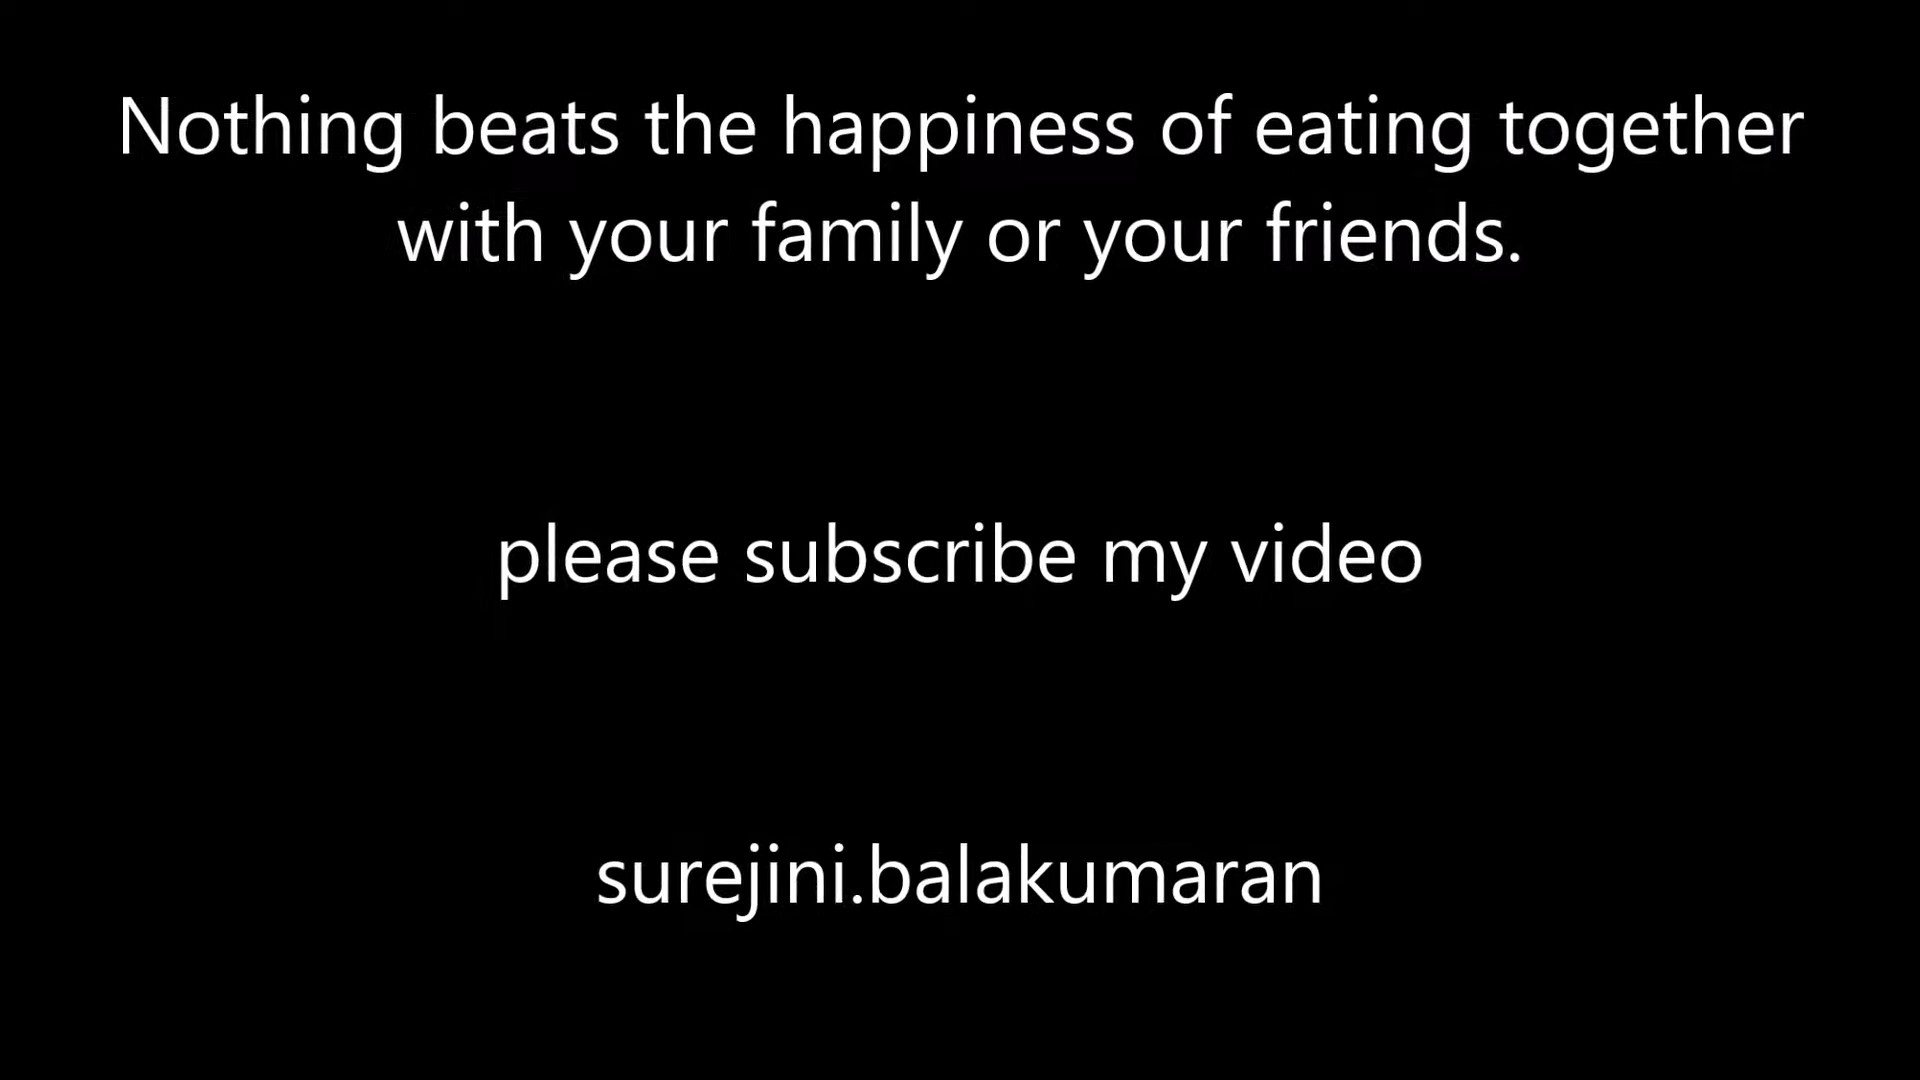 Nothing beats the happiness of eating together
with your family or your friends.
please subscribe my video
surejini.balakumaran